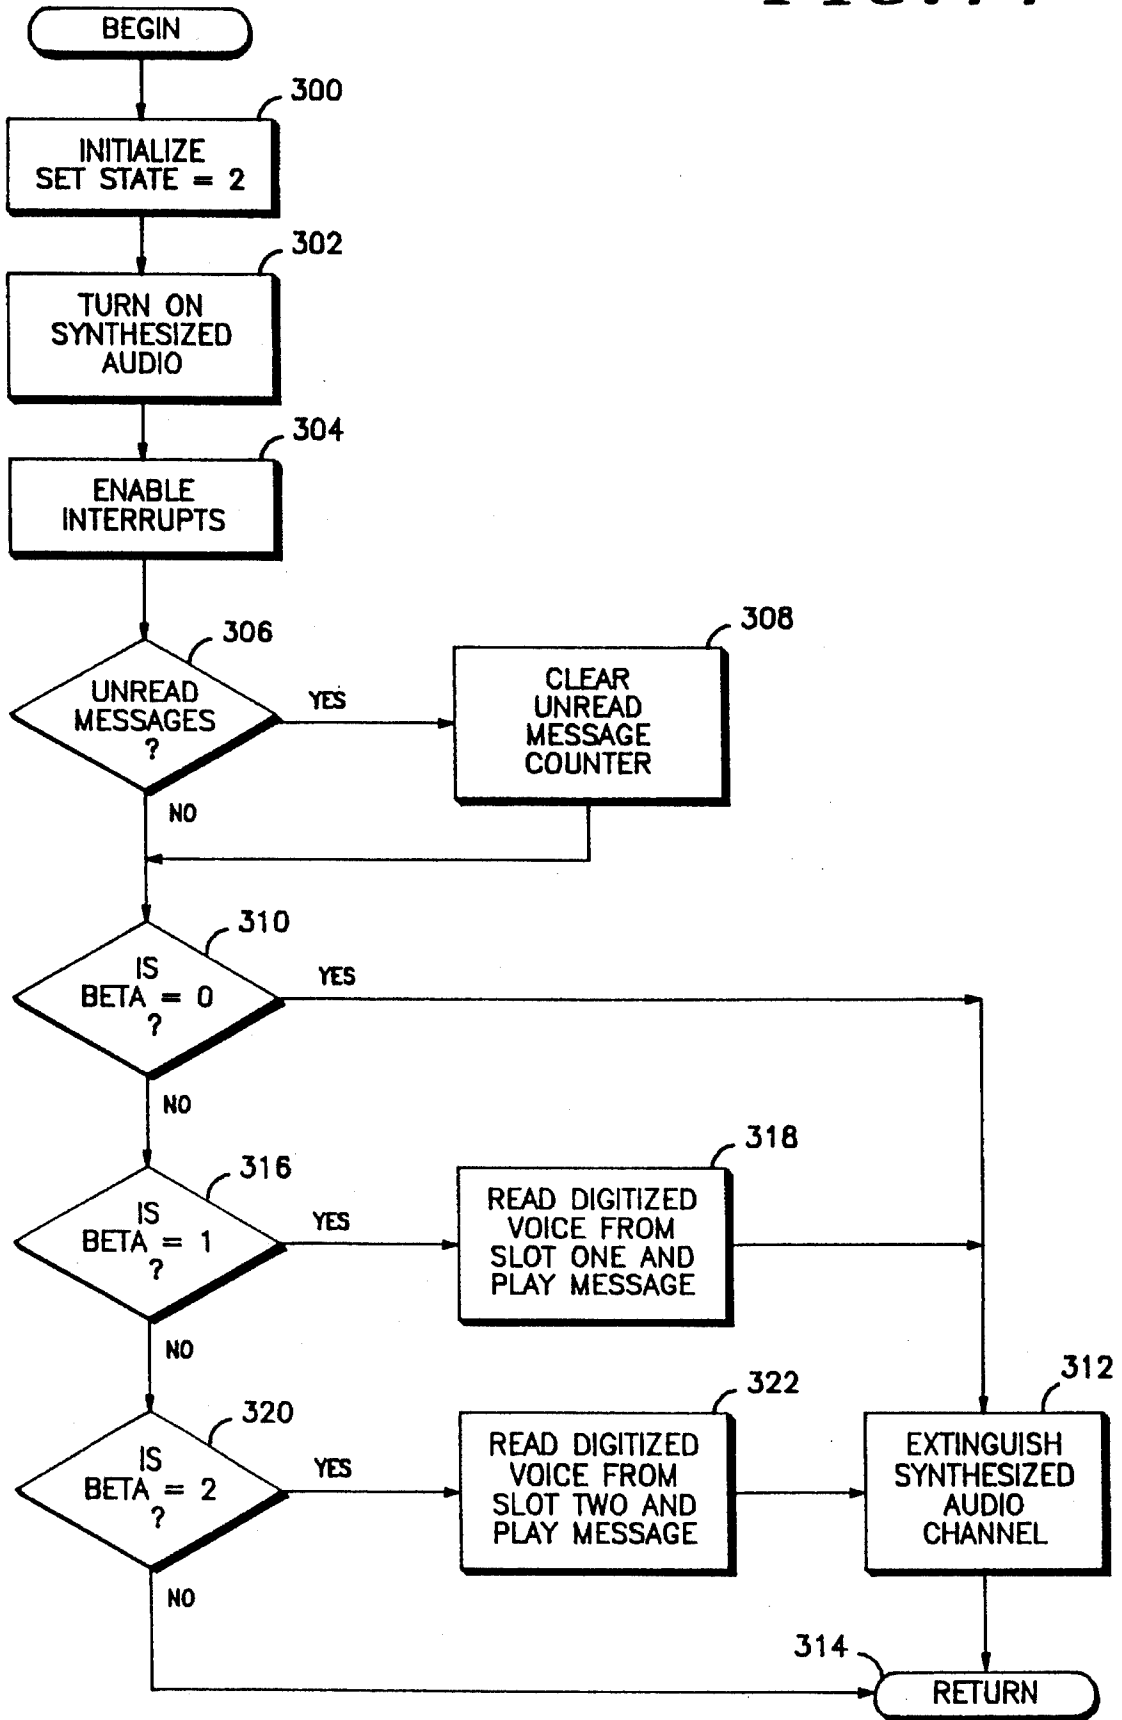 BEGIN
300
INITIALIZE
SET STATE = 2
302
TURN ON
SYNTHESIZED
AUDIO
304
ENABLE
INTERRUPTS
306
UNREAD
MESSAGES
?
YES
308
CLEAR
UNREAD
MESSAGE
COUNTER
NO
310
IS
BETA = 0
?
YES
NO
316
IS
BETA = 1
?
YES
318
READ DIGITIZED
VOICE FROM
SLOT ONE AND
PLAY MESSAGE
NO
320
IS
BETA = 2
?
YES
322
READ DIGITIZED
VOICE FROM
SLOT TWO AND
PLAY MESSAGE
312
EXTINGUISH
SYNTHESIZED
AUDIO
CHANNEL
NO
314
RETURN